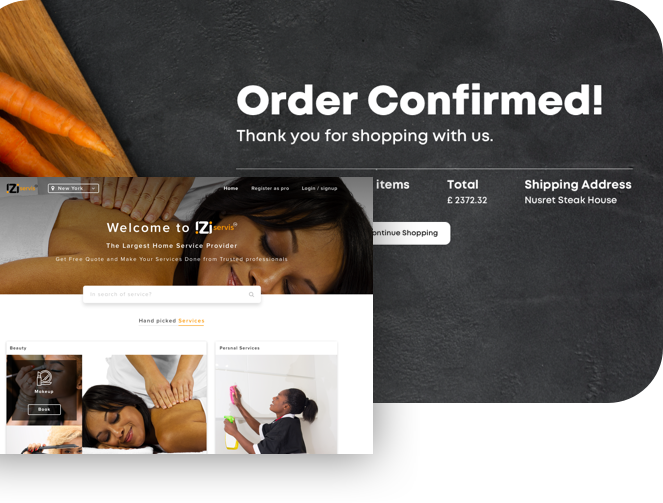 Order Confirmed!
Thank you for shopping with us.
items
Total
Shipping Address
£ 2372.32
Nusret Steak House
ontinue Shopping
IZI servis
New York
Home
Register as pro
Login / signup
Welcome to IZI servis
The Largest Home Service Provider
Get Free Quote and Make Your Services Done from Trusted professionals
In search of service?
Hand picked Services
Beauty
Personal Services
Makeup
Book